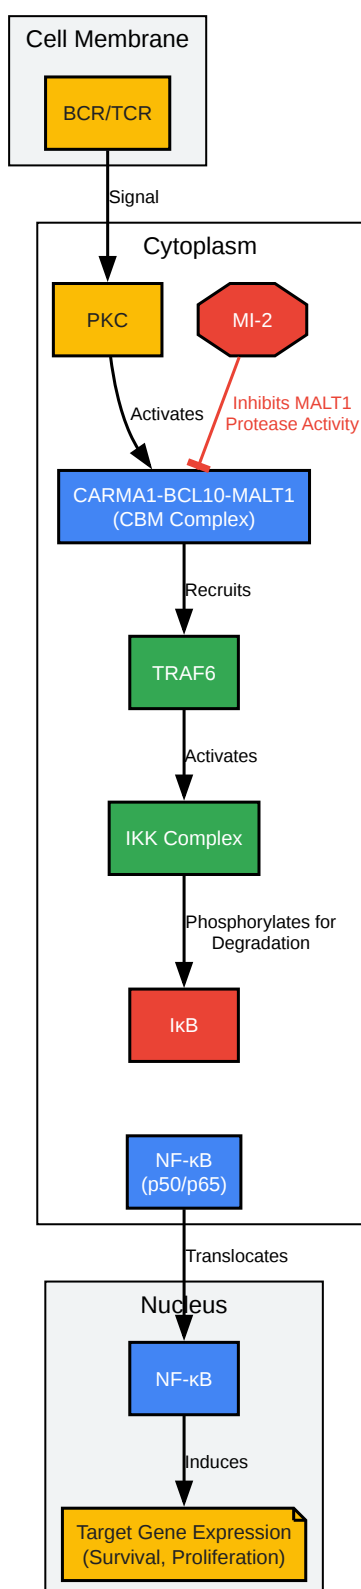 Cell Membrane
BCR/TCR
Signal
Cytoplasm
PKC
MI-2
Activates
Inhibits MALT1
Protease Activity
CARMA1-BCL10-MALT1
(CBM Complex)
Recruits
TRAF6
Activates
IKK Complex
Phosphorylates for
Degradation
IκB
NF-κB
(p50/p65)
Translocates
Nucleus
NF-κB
Induces
Target Gene Expression
(Survival, Proliferation)